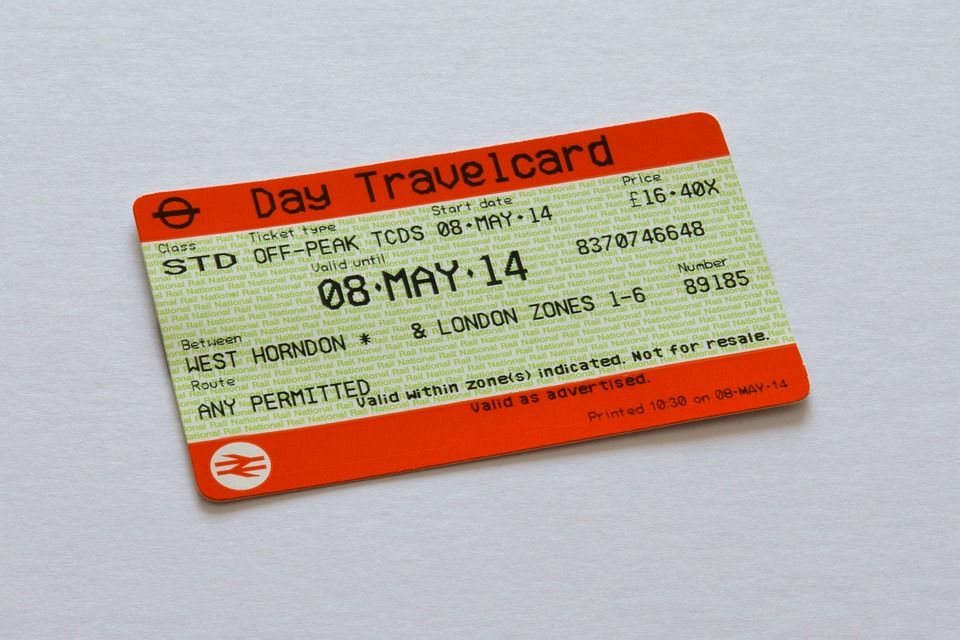 Day Travelcard
Class Ticket type Start date Price
STD OFF-PEAK TCDS 08·MAY·14 £16·40X
Valid until
08·MAY·14 8370746648
Between Number
WEST HORNDON * & LONDON ZONES 1-6 89185
Route
ANY PERMITTED Valid within zone(s) indicated. Not for resale.
Valid as advertised.
Printed 10:30 on 08·MAY·14